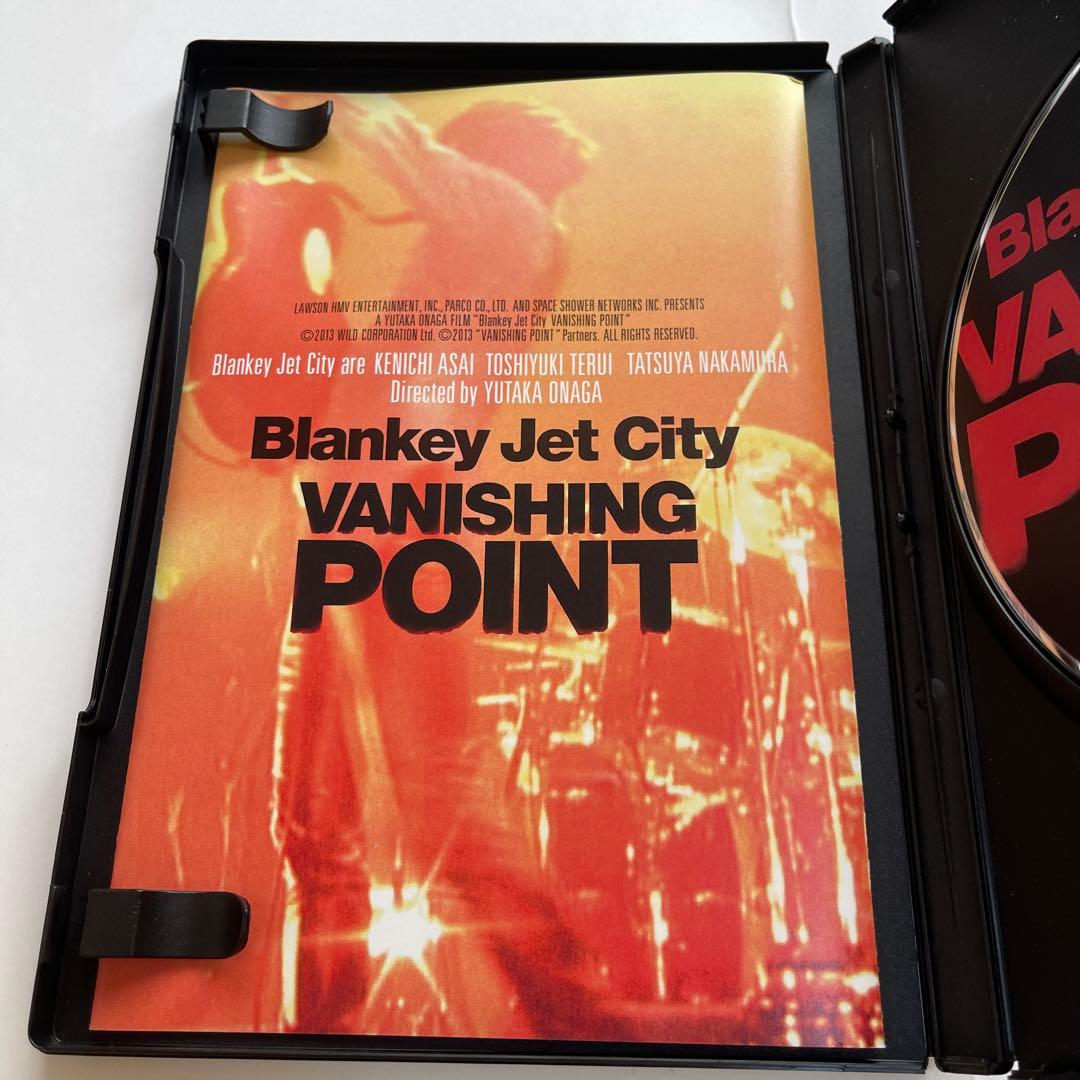 LAWSON HMV ENTERTAINMENT, INC., PARCO CO., LTD. AND SPACE SHOWER NETWORKS INC. PRESENTS
A YUTAKA ONAGA FILM "Blankey Jet City VANISHING POINT"
©2013 WILD CORPORATION Ltd. ©2013 "VANISHING POINT" Partners. ALL RIGHTS RESERVED.
Blankey Jet City are KENICHI ASAI TOSHIYUKI TERUI TATSUYA NAKAMURA
Directed by YUTAKA ONAGA
Blankey Jet City
VANISHING
POINT
Bla
VA
P